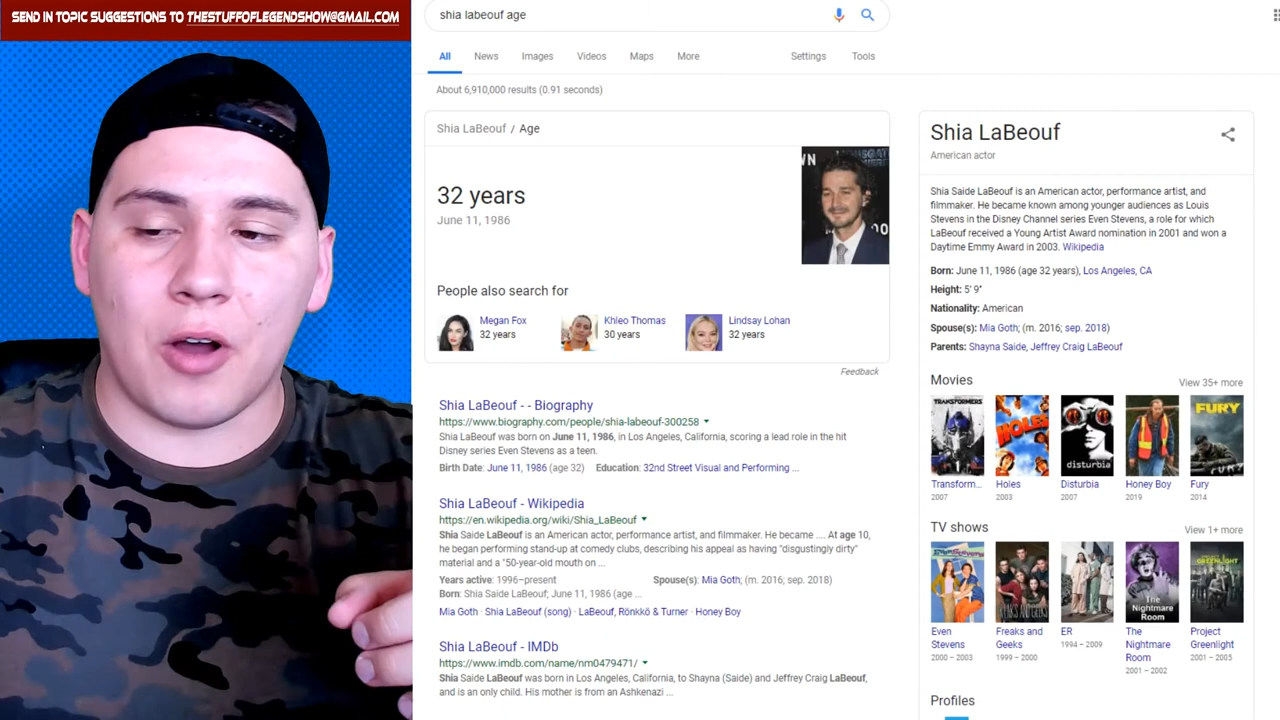 SEND IN TOPIC SUGGESTIONS TO THESTUFFOFLEGENDSHOW@GMAIL.COM
shia labeouf age
All News Images Videos Maps More Settings Tools
About 6,910,000 results (0.91 seconds)
Shia LaBeouf / Age
32 years
June 11, 1986
People also search for
Megan Fox
32 years
Khleo Thomas
30 years
Lindsay Lohan
32 years
Feedback
Shia LaBeouf - - Biography
https://www.biography.com/people/shia-labeouf-300258
Shia LaBeouf was born on June 11, 1986, in Los Angeles, California, scoring a lead role in the hit
Disney series Even Stevens as a teen.
Birth Date: June 11, 1986 (age 32) Education: 32nd Street Visual and Performing ...
Shia LaBeouf - Wikipedia
https://en.wikipedia.org/wiki/Shia_LaBeouf
Shia Saide LaBeouf is an American actor, performance artist, and filmmaker. He became .... At age 10,
he began performing stand-up at comedy clubs, describing his appeal as having "disgustingly dirty"
material and a "50-year-old mouth on ...
Years active: 1996–present Spouse(s): Mia Goth; (m. 2016; sep. 2018)
Born: Shia Saide LaBeouf; June 11, 1986 (age ...
Mia Goth · Shia LaBeouf (song) · LaBeouf, Rönkkö & Turner · Honey Boy
Shia LaBeouf - IMDb
https://www.imdb.com/name/nm0479471/
Shia Saide LaBeouf was born in Los Angeles, California, to Shayna (Saide) and Jeffrey Craig LaBeouf,
and is an only child. His mother is from an Ashkenazi ...
Shia LaBeouf
American actor
Shia Saide LaBeouf is an American actor, performance artist, and
filmmaker. He became known among younger audiences as Louis
Stevens in the Disney Channel series Even Stevens, a role for which
LaBeouf received a Young Artist Award nomination in 2001 and won a
Daytime Emmy Award in 2003. Wikipedia
Born: June 11, 1986 (age 32 years), Los Angeles, CA
Height: 5' 9"
Nationality: American
Spouse(s): Mia Goth; (m. 2016; sep. 2018)
Parents: Shayna Saide, Jeffrey Craig LaBeouf
Movies
View 35+ more
TRANSFORMERS
HOLES
disturbia
FURY
Transform...
2007
Holes
2003
Disturbia
2007
Honey Boy
2019
Fury
2014
TV shows
View 1+ more
The
Nightmare
Room
Even
Stevens
2000 – 2003
Freaks and
Geeks
1999 – 2000
ER
1994 – 2009
The
Nightmare
Room
2001 – 2002
Project
Greenlight
2001 – 2005
Profiles